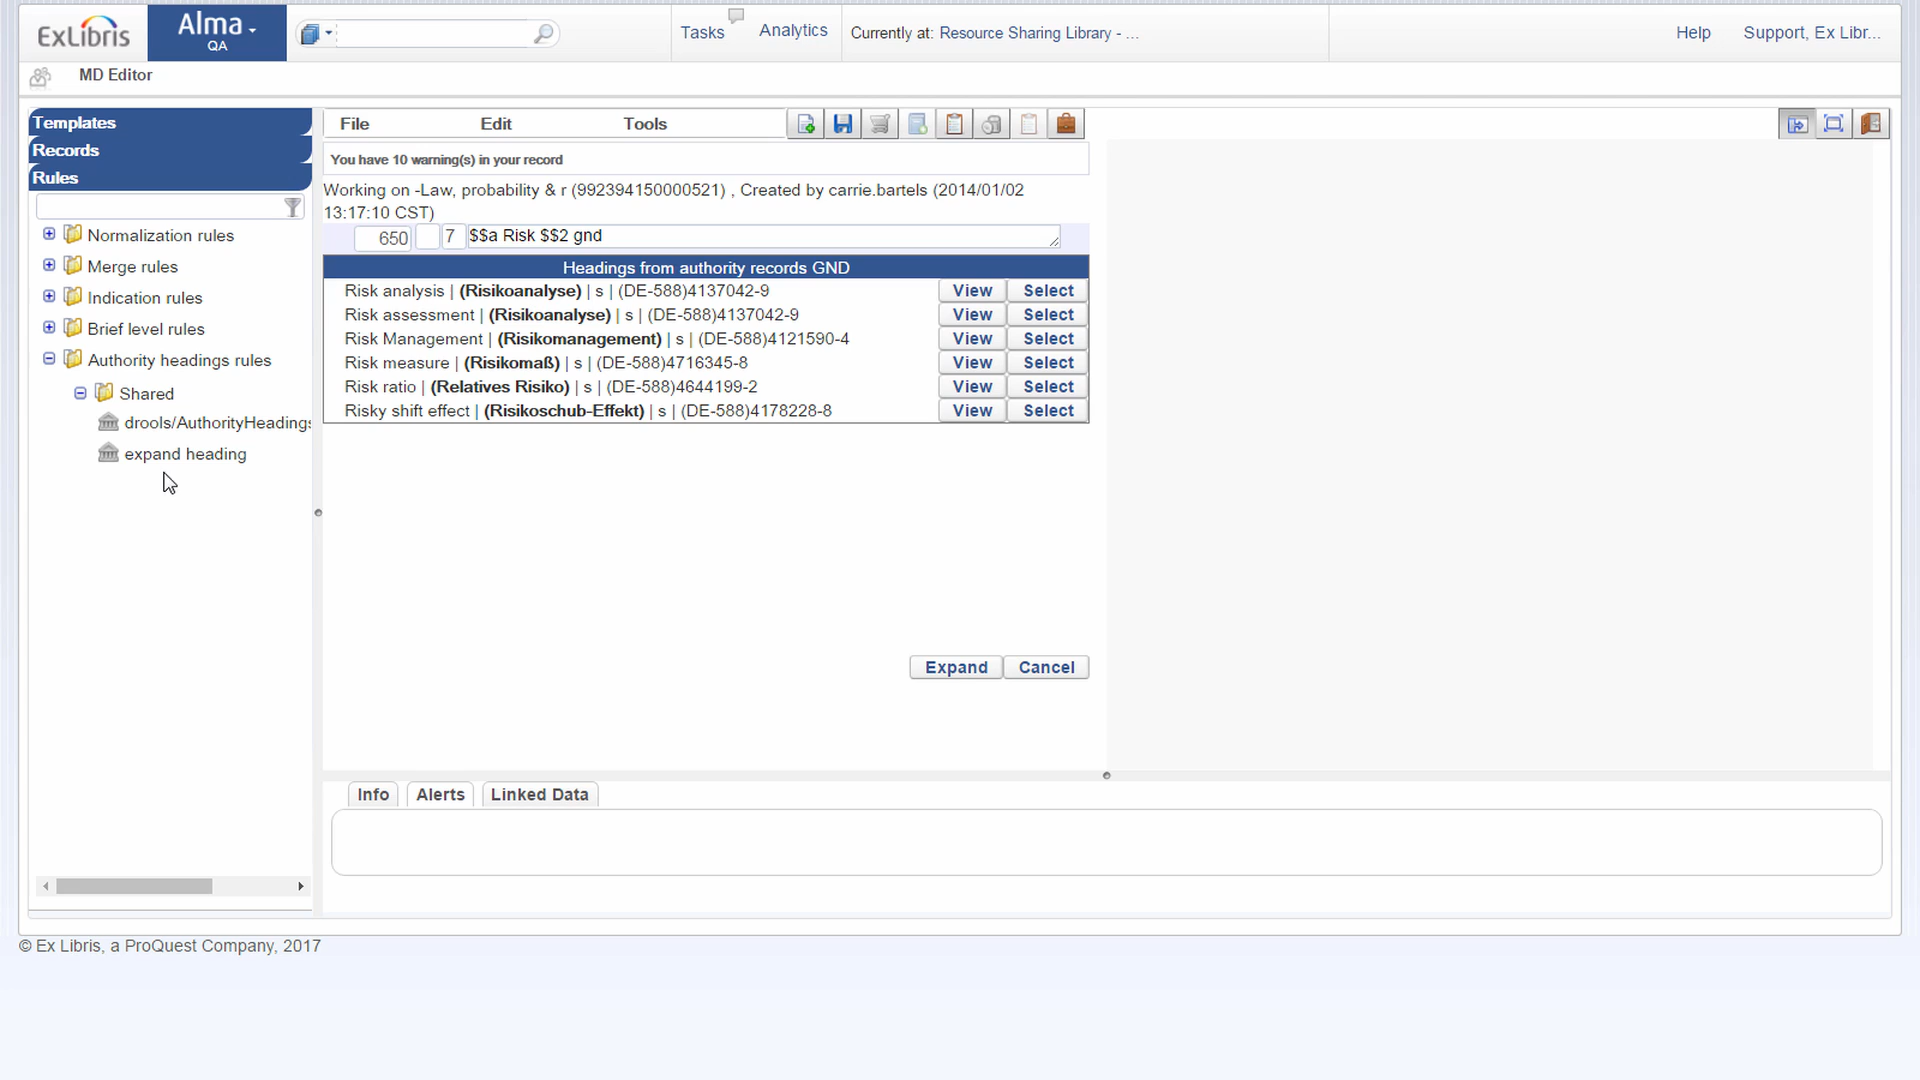 ExLibris
Alma
QA
Tasks
Analytics
Currently at: Resource Sharing Library - ...
Help
Support, Ex Libr...
MD Editor
Templates
Records
Rules
Normalization rules
Merge rules
Indication rules
Brief level rules
Authority headings rules
Shared
drools/AuthorityHeadings
expand heading
File Edit Tools
You have 10 warning(s) in your record
Working on -Law, probability & r (992394150000521) , Created by carrie.bartels (2014/01/02
13:17:10 CST)
650 7 $$a Risk $$2 gnd
Headings from authority records GND
Risk analysis | (Risikoanalyse) | s | (DE-588)4137042-9 View Select
Risk assessment | (Risikoanalyse) | s | (DE-588)4137042-9 View Select
Risk Management | (Risikomanagement) | s | (DE-588)4121590-4 View Select
Risk measure | (Risikomaß) | s | (DE-588)4716345-8 View Select
Risk ratio | (Relatives Risiko) | s | (DE-588)4644199-2 View Select
Risky shift effect | (Risikoschub-Effekt) | s | (DE-588)4178228-8 View Select
Expand Cancel
Info Alerts Linked Data
© Ex Libris, a ProQuest Company, 2017